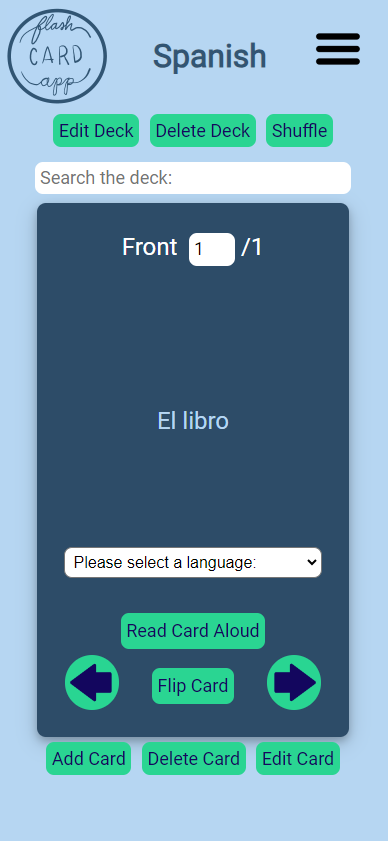 flash
CARD
app
Spanish
Edit Deck Delete Deck Shuffle
Search the deck:
Front 1 /1
El libro
Please select a language:
Read Card Aloud
Flip Card
Add Card Delete Card Edit Card